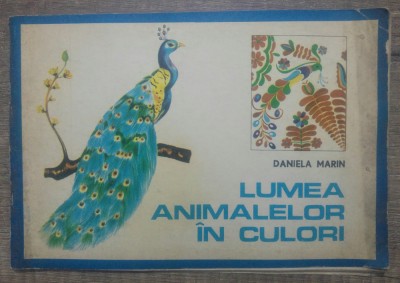 DANIELA MARIN
LUMEA
ANIMALELOR
ÎN CULORI